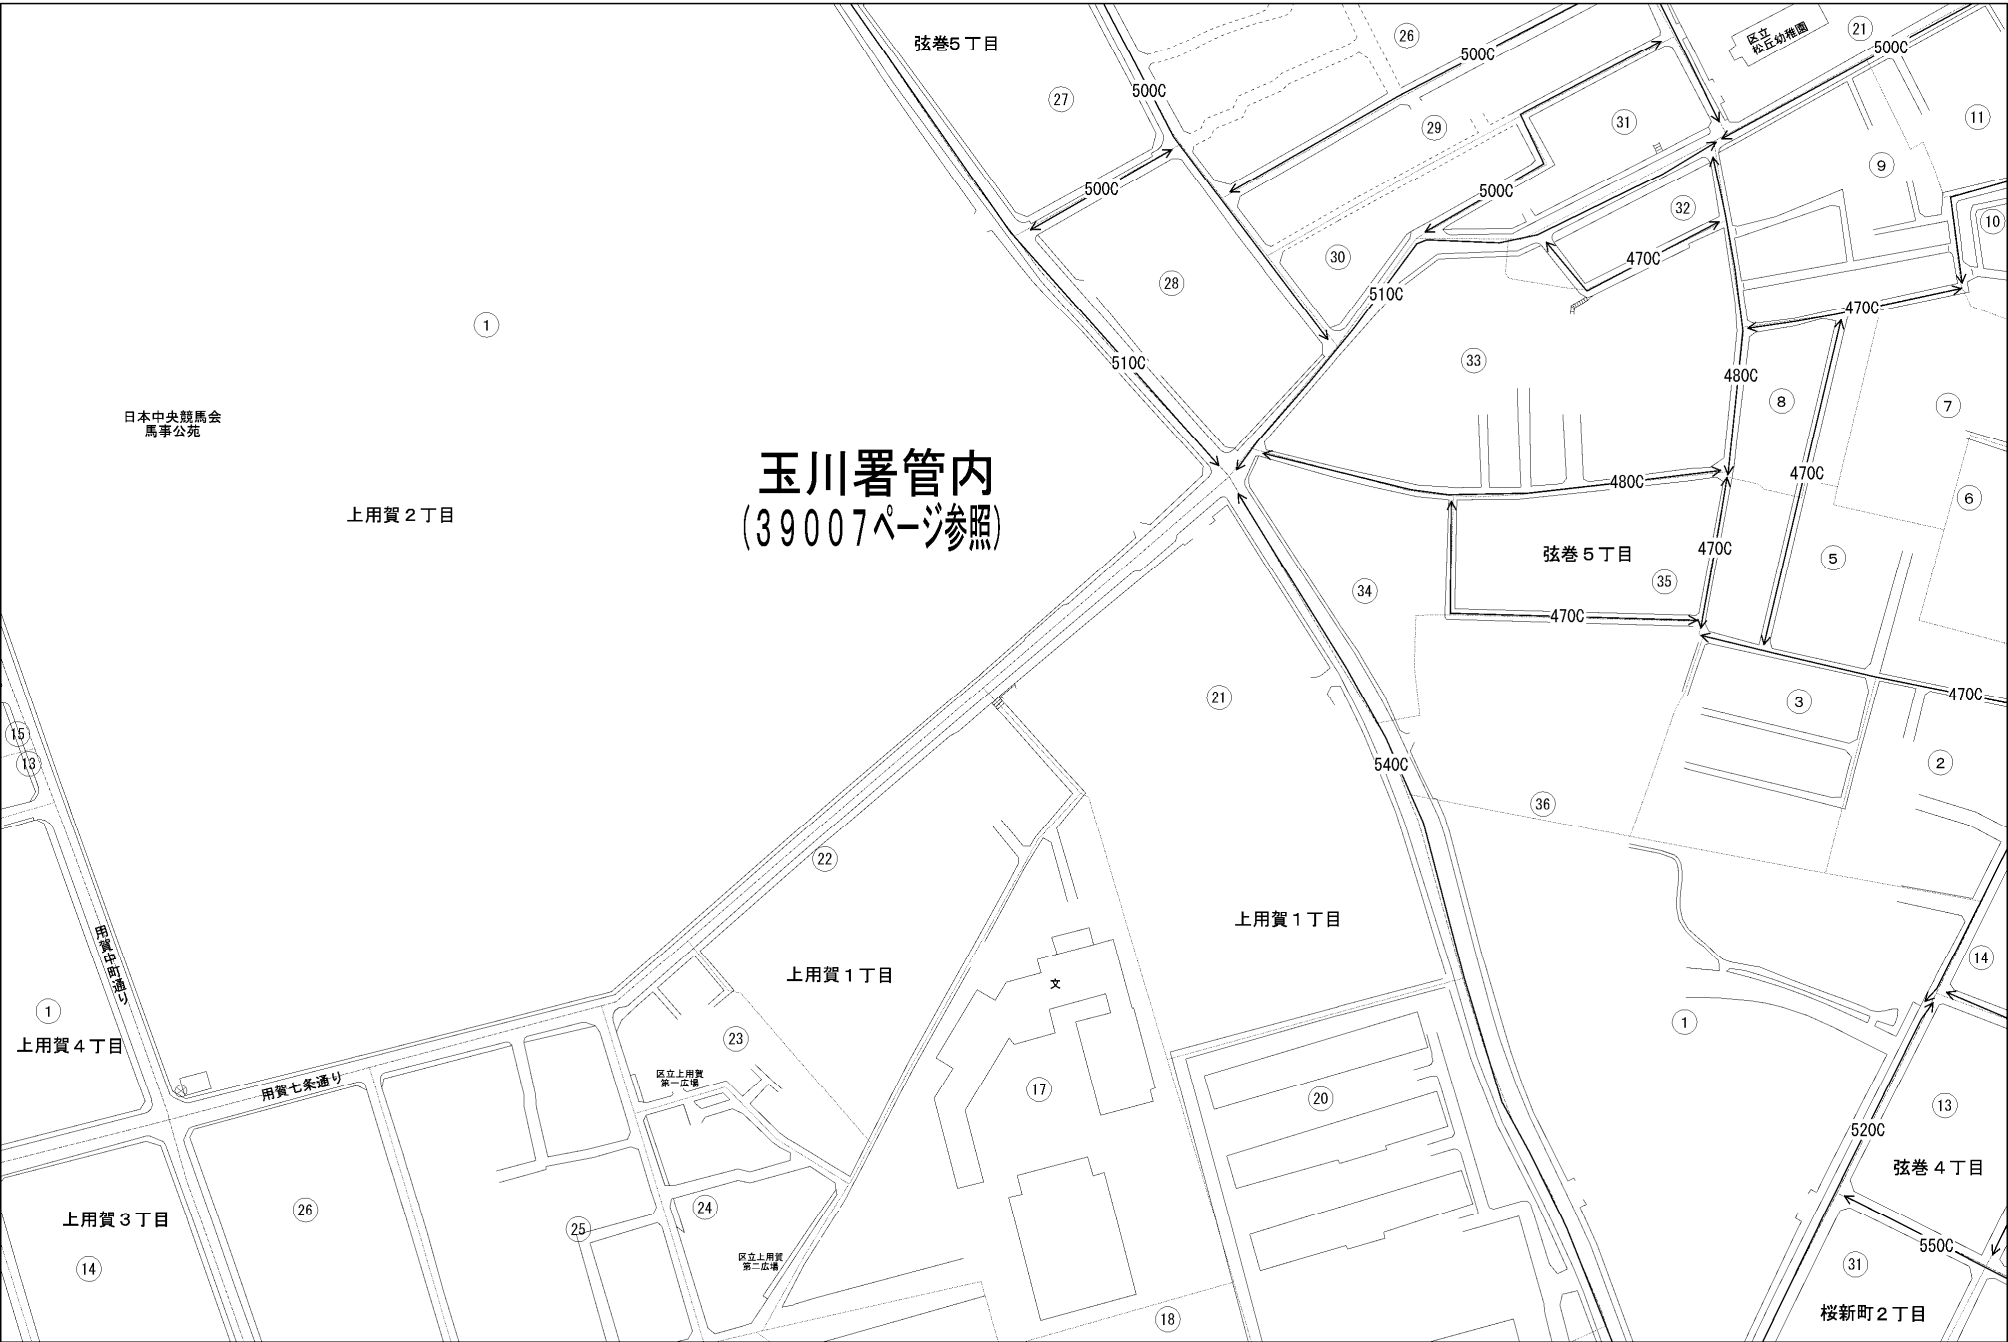 弦巻5丁目
26
区立
松丘幼稚園
21
500C
500C
500C
27
29
31
11
9
500C
500C
32
10
30
28
470C
510C
470C
1
33
510C
480C
8
7
日本中央競馬会
馬事公苑
玉川署管内
(39007ページ参照)
上用賀2丁目
470C
480C
6
470C
弦巻5丁目
5
35
34
470C
21
3
470C
15
13
540C
2
36
22
上用賀1丁目
用賀中町通り
上用賀1丁目
14
文
1
1
上用賀4丁目
23
区立上用賀
第一広場
用賀七条通り
17
20
13
520C
弦巻4丁目
24
26
25
上用賀3丁目
14
区立上用賀
第二広場
550C
31
18
桜新町2丁目